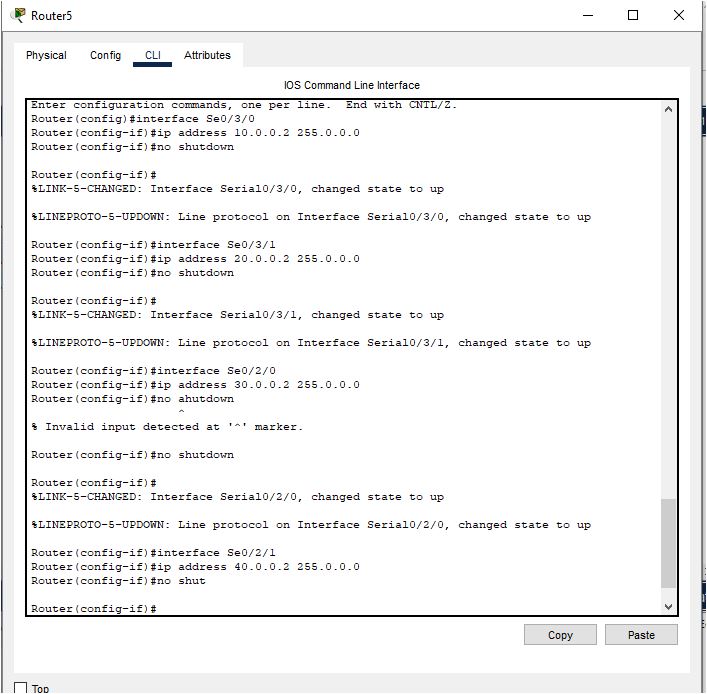 Router5
Physical Config CLI Attributes
IOS Command Line Interface
Enter configuration commands, one per line.  End with CNTL/Z.
Router(config)#interface Se0/3/0
Router(config-if)#ip address 10.0.0.2 255.0.0.0
Router(config-if)#no shutdown
Router(config-if)#
%LINK-5-CHANGED: Interface Serial0/3/0, changed state to up
%LINEPROTO-5-UPDOWN: Line protocol on Interface Serial0/3/0, changed state to up
Router(config-if)#interface Se0/3/1
Router(config-if)#ip address 20.0.0.2 255.0.0.0
Router(config-if)#no shutdown
Router(config-if)#
%LINK-5-CHANGED: Interface Serial0/3/1, changed state to up
%LINEPROTO-5-UPDOWN: Line protocol on Interface Serial0/3/1, changed state to up
Router(config-if)#interface Se0/2/0
Router(config-if)#ip address 30.0.0.2 255.0.0.0
Router(config-if)#no ahutdown
^
% Invalid input detected at '^' marker.
Router(config-if)#no shutdown
Router(config-if)#
%LINK-5-CHANGED: Interface Serial0/2/0, changed state to up
%LINEPROTO-5-UPDOWN: Line protocol on Interface Serial0/2/0, changed state to up
Router(config-if)#interface Se0/2/1
Router(config-if)#ip address 40.0.0.2 255.0.0.0
Router(config-if)#no shut
Router(config-if)#
Copy Paste
Top